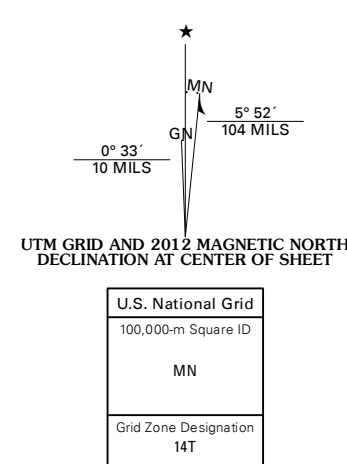 ★
MN
5° 52´
104 MILS
GN
0° 33´
10 MILS
UTM GRID AND 2012 MAGNETIC NORTH
DECLINATION AT CENTER OF SHEET
U.S. National Grid
100,000-m Square ID
MN
Grid Zone Designation
14T